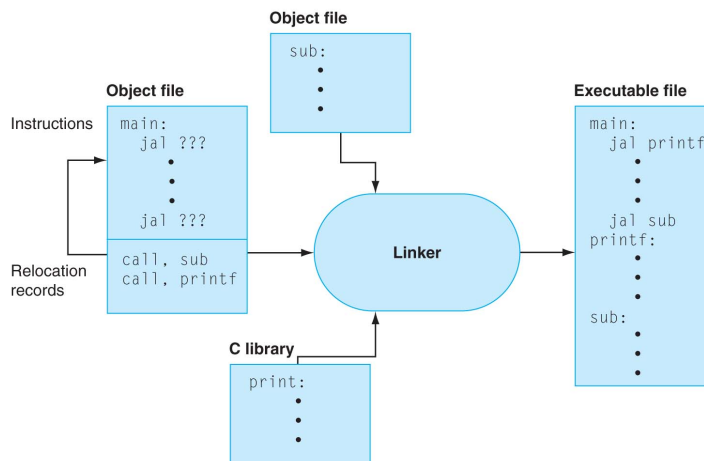 Object file
sub:
Object file
Instructions
main:
jal ???
jal ???
Relocation
records
call, sub
call, printf
Linker
C library
print:
Executable file
main:
jal printf
jal sub
printf:
sub: